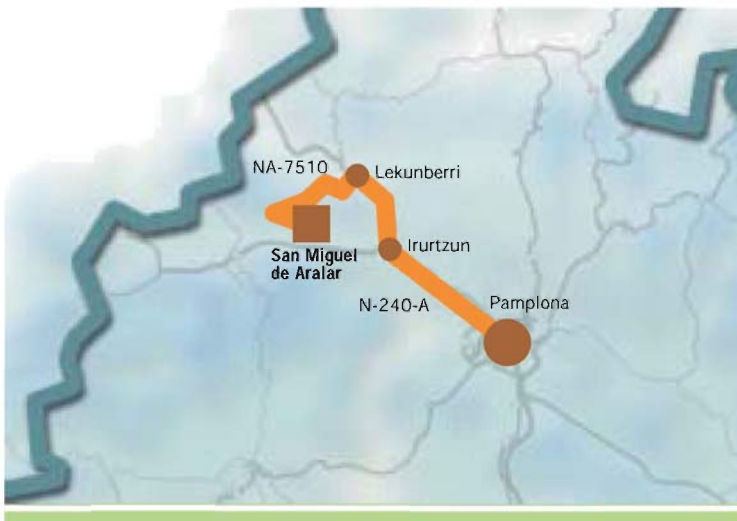 NA-7510
Lekunberri
San Miguel
de Aralar
Irurtzun
N-240-A
Pamplona